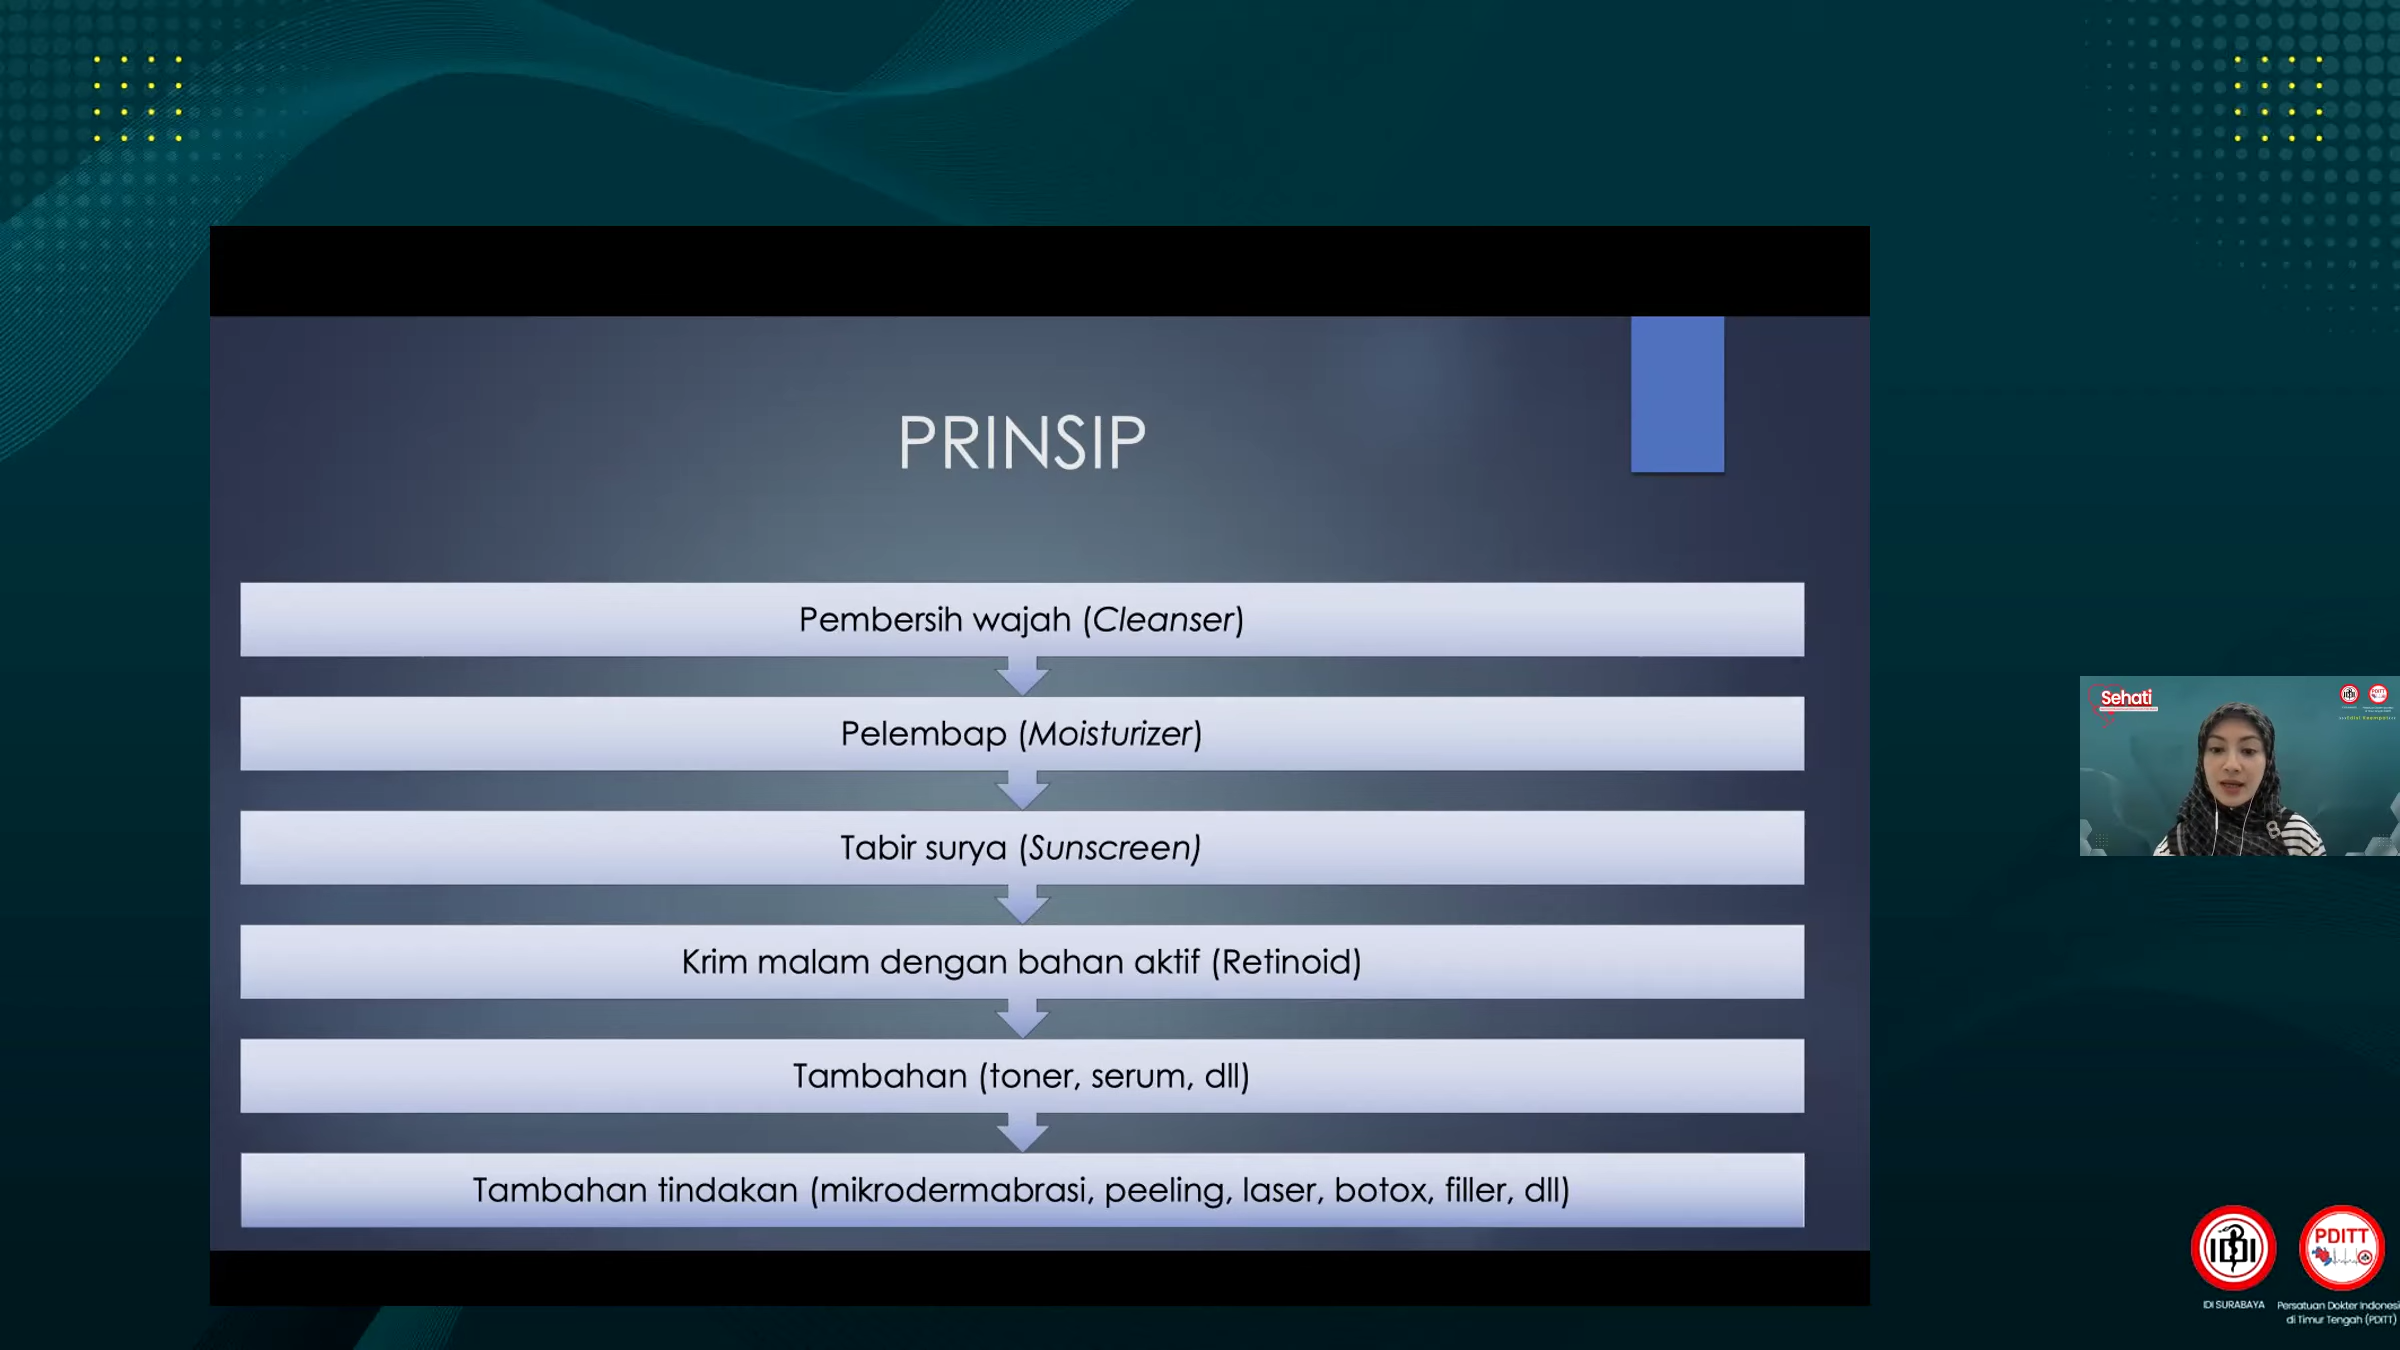 PRINSIP
Pembersih wajah (Cleanser)
Pelembap (Moisturizer)
Tabir surya (Sunscreen)
Krim malam dengan bahan aktif (Retinoid)
Tambahan (toner, serum, dll)
Tambahan tindakan (mikrodermabrasi, peeling, laser, botox, filler, dll)
Sehati
IDI
PDITT
IDI SURABAYA
Persatuan Dokter Indonesi
di Timur Tengah (PDITT)